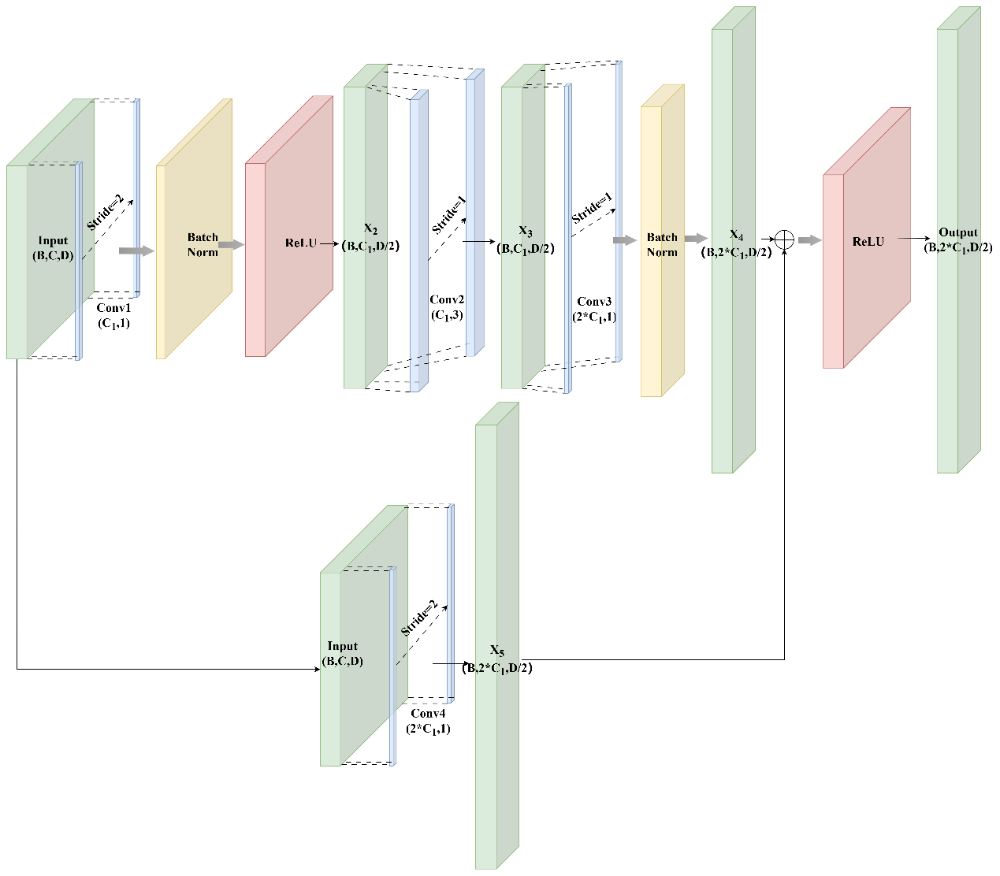 Input
(B,C,D)
Stride=2
Conv1
(C₁,1)
Batch
Norm
ReLU
X₂
(B,C₁,D/2)
Stride=1
Conv2
(C₁,3)
X₃
(B,C₁,D/2)
Stride=1
Conv3
(2*C₁,1)
Batch
Norm
X₄
(B,2*C₁,D/2)
ReLU
Output
(B,2*C₁,D/2)
Input
(B,C,D)
Stride=2
Conv4
(2*C₁,1)
X₅
(B,2*C₁,D/2)